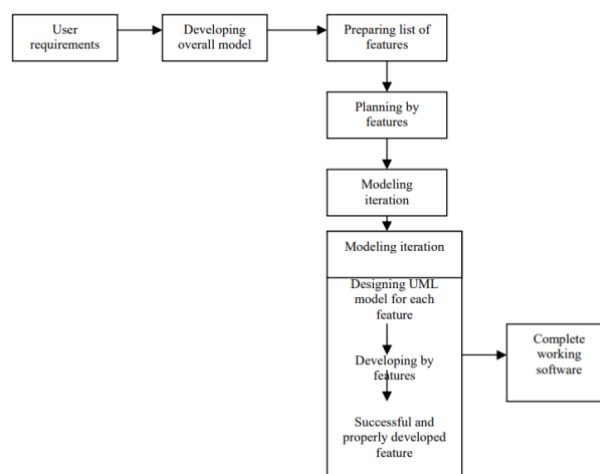 User
requirements
Developing
overall model
Preparing list of
features
Planning by
features
Modeling
iteration
Modeling iteration
Designing UML
model for each
feature
Developing by
features
Successful and
properly developed
feature
Complete
working
software